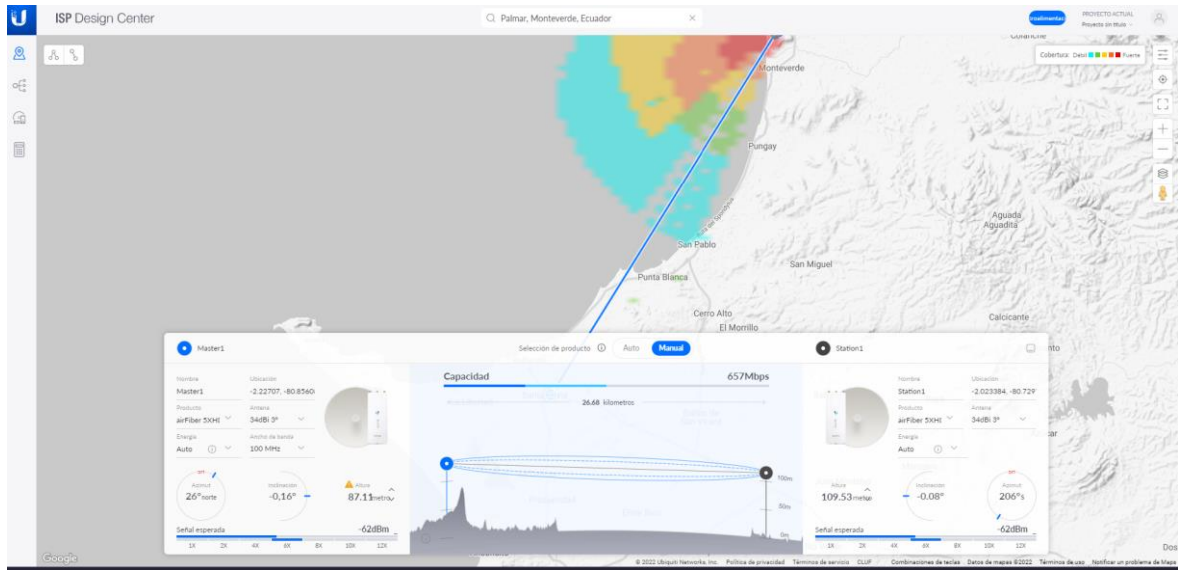 ISP Design Center
Palmar, Monteverde, Ecuador
PROYECTO ACTUAL
Proyecto sin título
Colonche
Cobertura: Débil Fuerte
Monteverde
Pungay
Aguada
Aguadita
San Pablo
San Miguel
Punta Blanca
Cerro Alto
El Morrillo
Calcicante
Master1
Selección de producto
Auto
Manual
Station1
Nombre
Master1
Ubicación
-2.22707, -80.8560
Producto
airFiber 5XHD
Antena
34dBi 3°
Energía
Auto
Ancho de banda
100 MHz
Azimut
26° norte
Inclinación
-0,16°
Altura
87.11 metros
Señal esperada
-62dBm
1X 2X 4X 6X 8X 10X 12X
Capacidad
657Mbps
26.68 kilometros
100m
50m
0m
Nombre
Station1
Ubicación
-2.023384, -80.729
Producto
airFiber 5XHD
Antena
34dBi 3°
Energía
Auto
Altura
109.53 metros
Inclinación
-0.08°
Azimut
206° s
Señal esperada
-62dBm
1X 2X 4X 6X 8X 10X 12X
Google
© 2022 Ubiquiti Networks, Inc. Política de privacidad Términos de servicio CLUF Combinaciones de teclas Datos de mapas ©2022 Términos de uso Notificar un problema de Maps